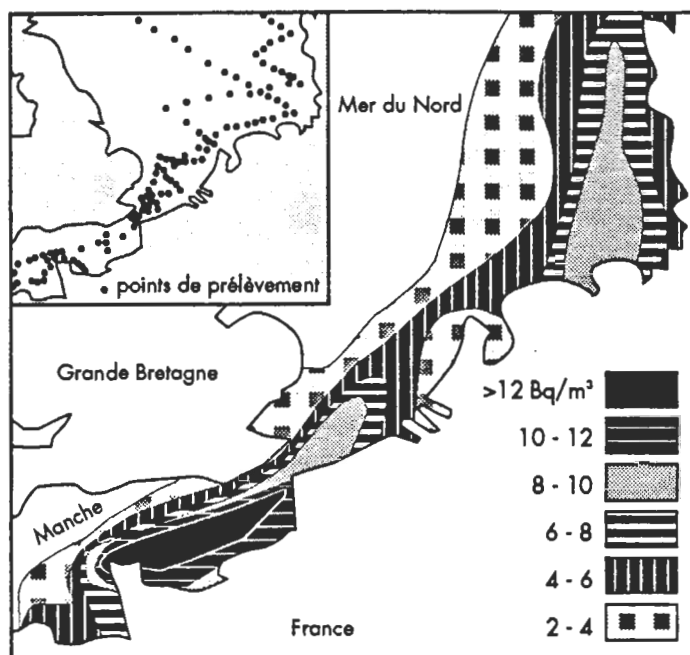 Mer du Nord
• points de prélèvement
Grande Bretagne
Manche
France
>12 Bq/m³
10 - 12
8 - 10
6 - 8
4 - 6
2 - 4